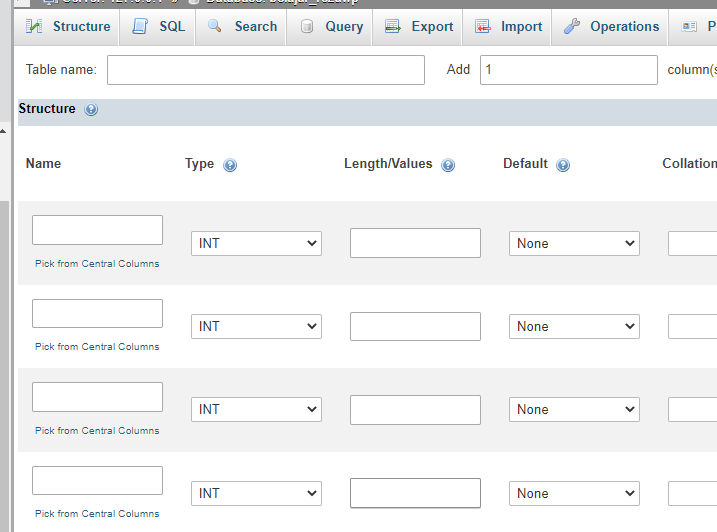 Structure SQL Search Query Export Import Operations P
Table name: Add 1 column(s
Structure
Name Type Length/Values Default Collation
INT None
Pick from Central Columns
INT None
Pick from Central Columns
INT None
Pick from Central Columns
INT None
Pick from Central Columns